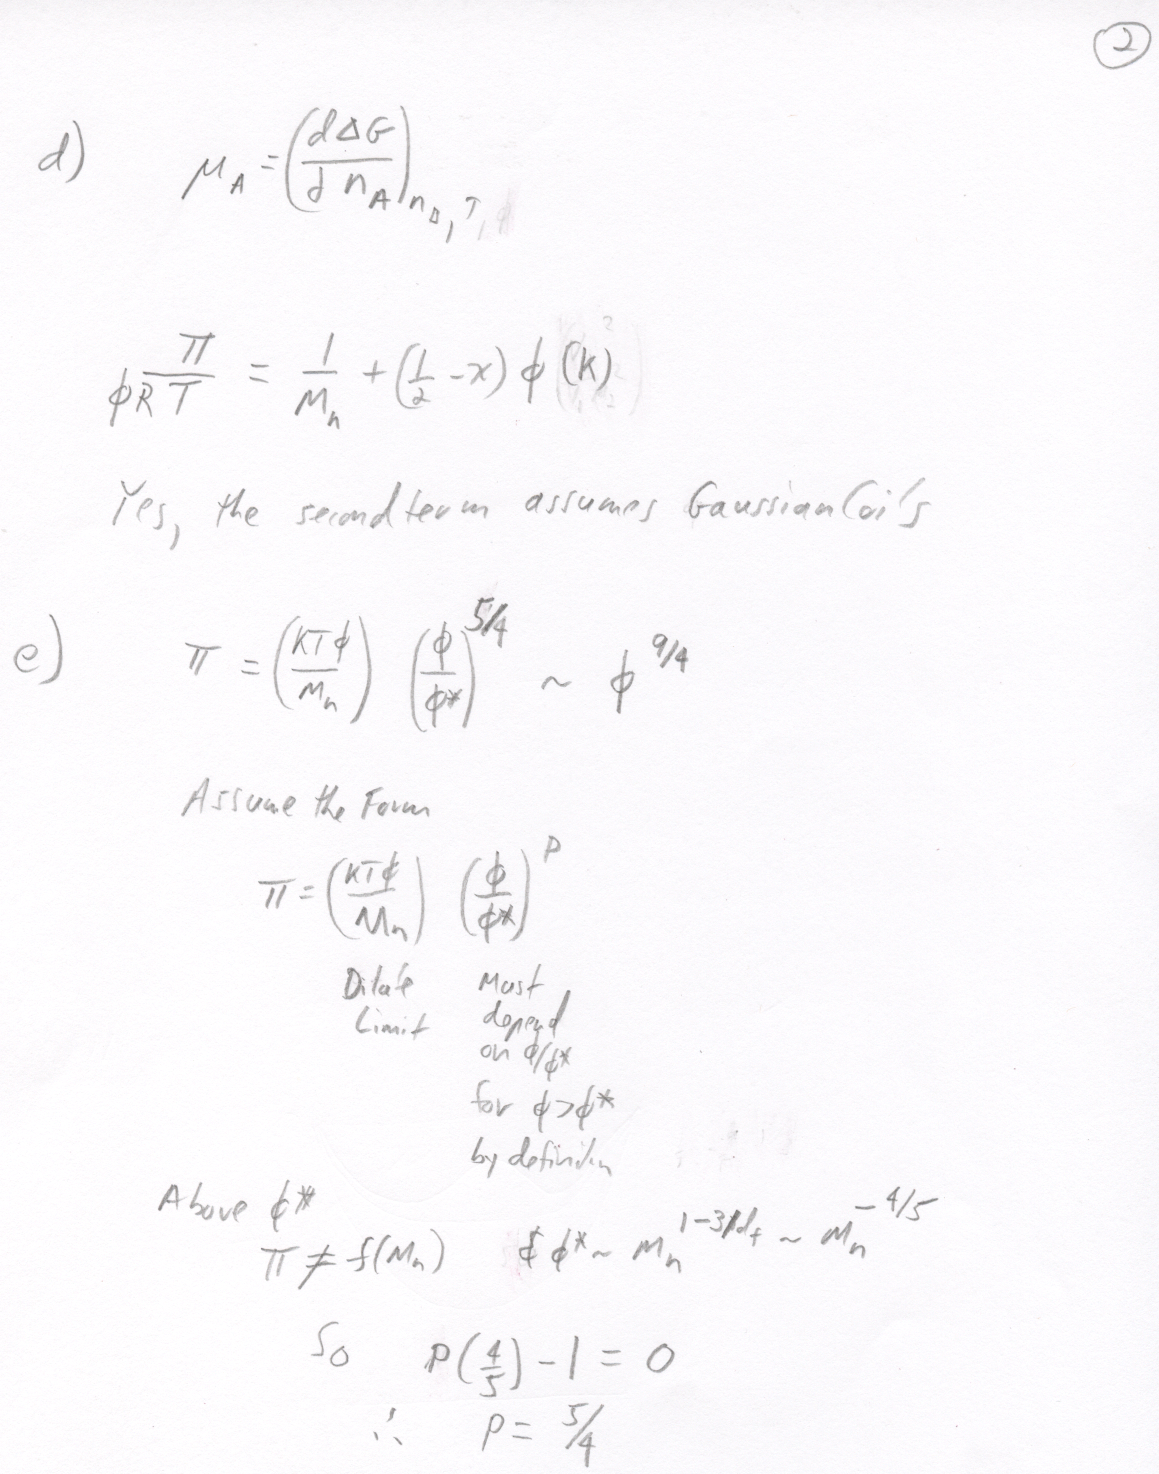 2
d) μ_A = (dΔG / d n_A)_{n_B, T,}
π / φRT = 1/M_n + (1/2 - χ) φ (K)
Yes, the second term assumes Gaussian Coils
e) π = (kTφ / M_n) (φ / φ*)^{5/4} ~ φ^{9/4}
Assume the Form
π = (kTφ / M_n) (φ / φ*)^P
Dilute Must
Limit depend
on φ/φ*
for φ>φ*
by definition
Above φ*
π ≠ f(M_n) & φ* ~ M_n^{1-3/d_f} ~ M_n^{-4/5}
So P(4/5) - 1 = 0
∴ P = 5/4